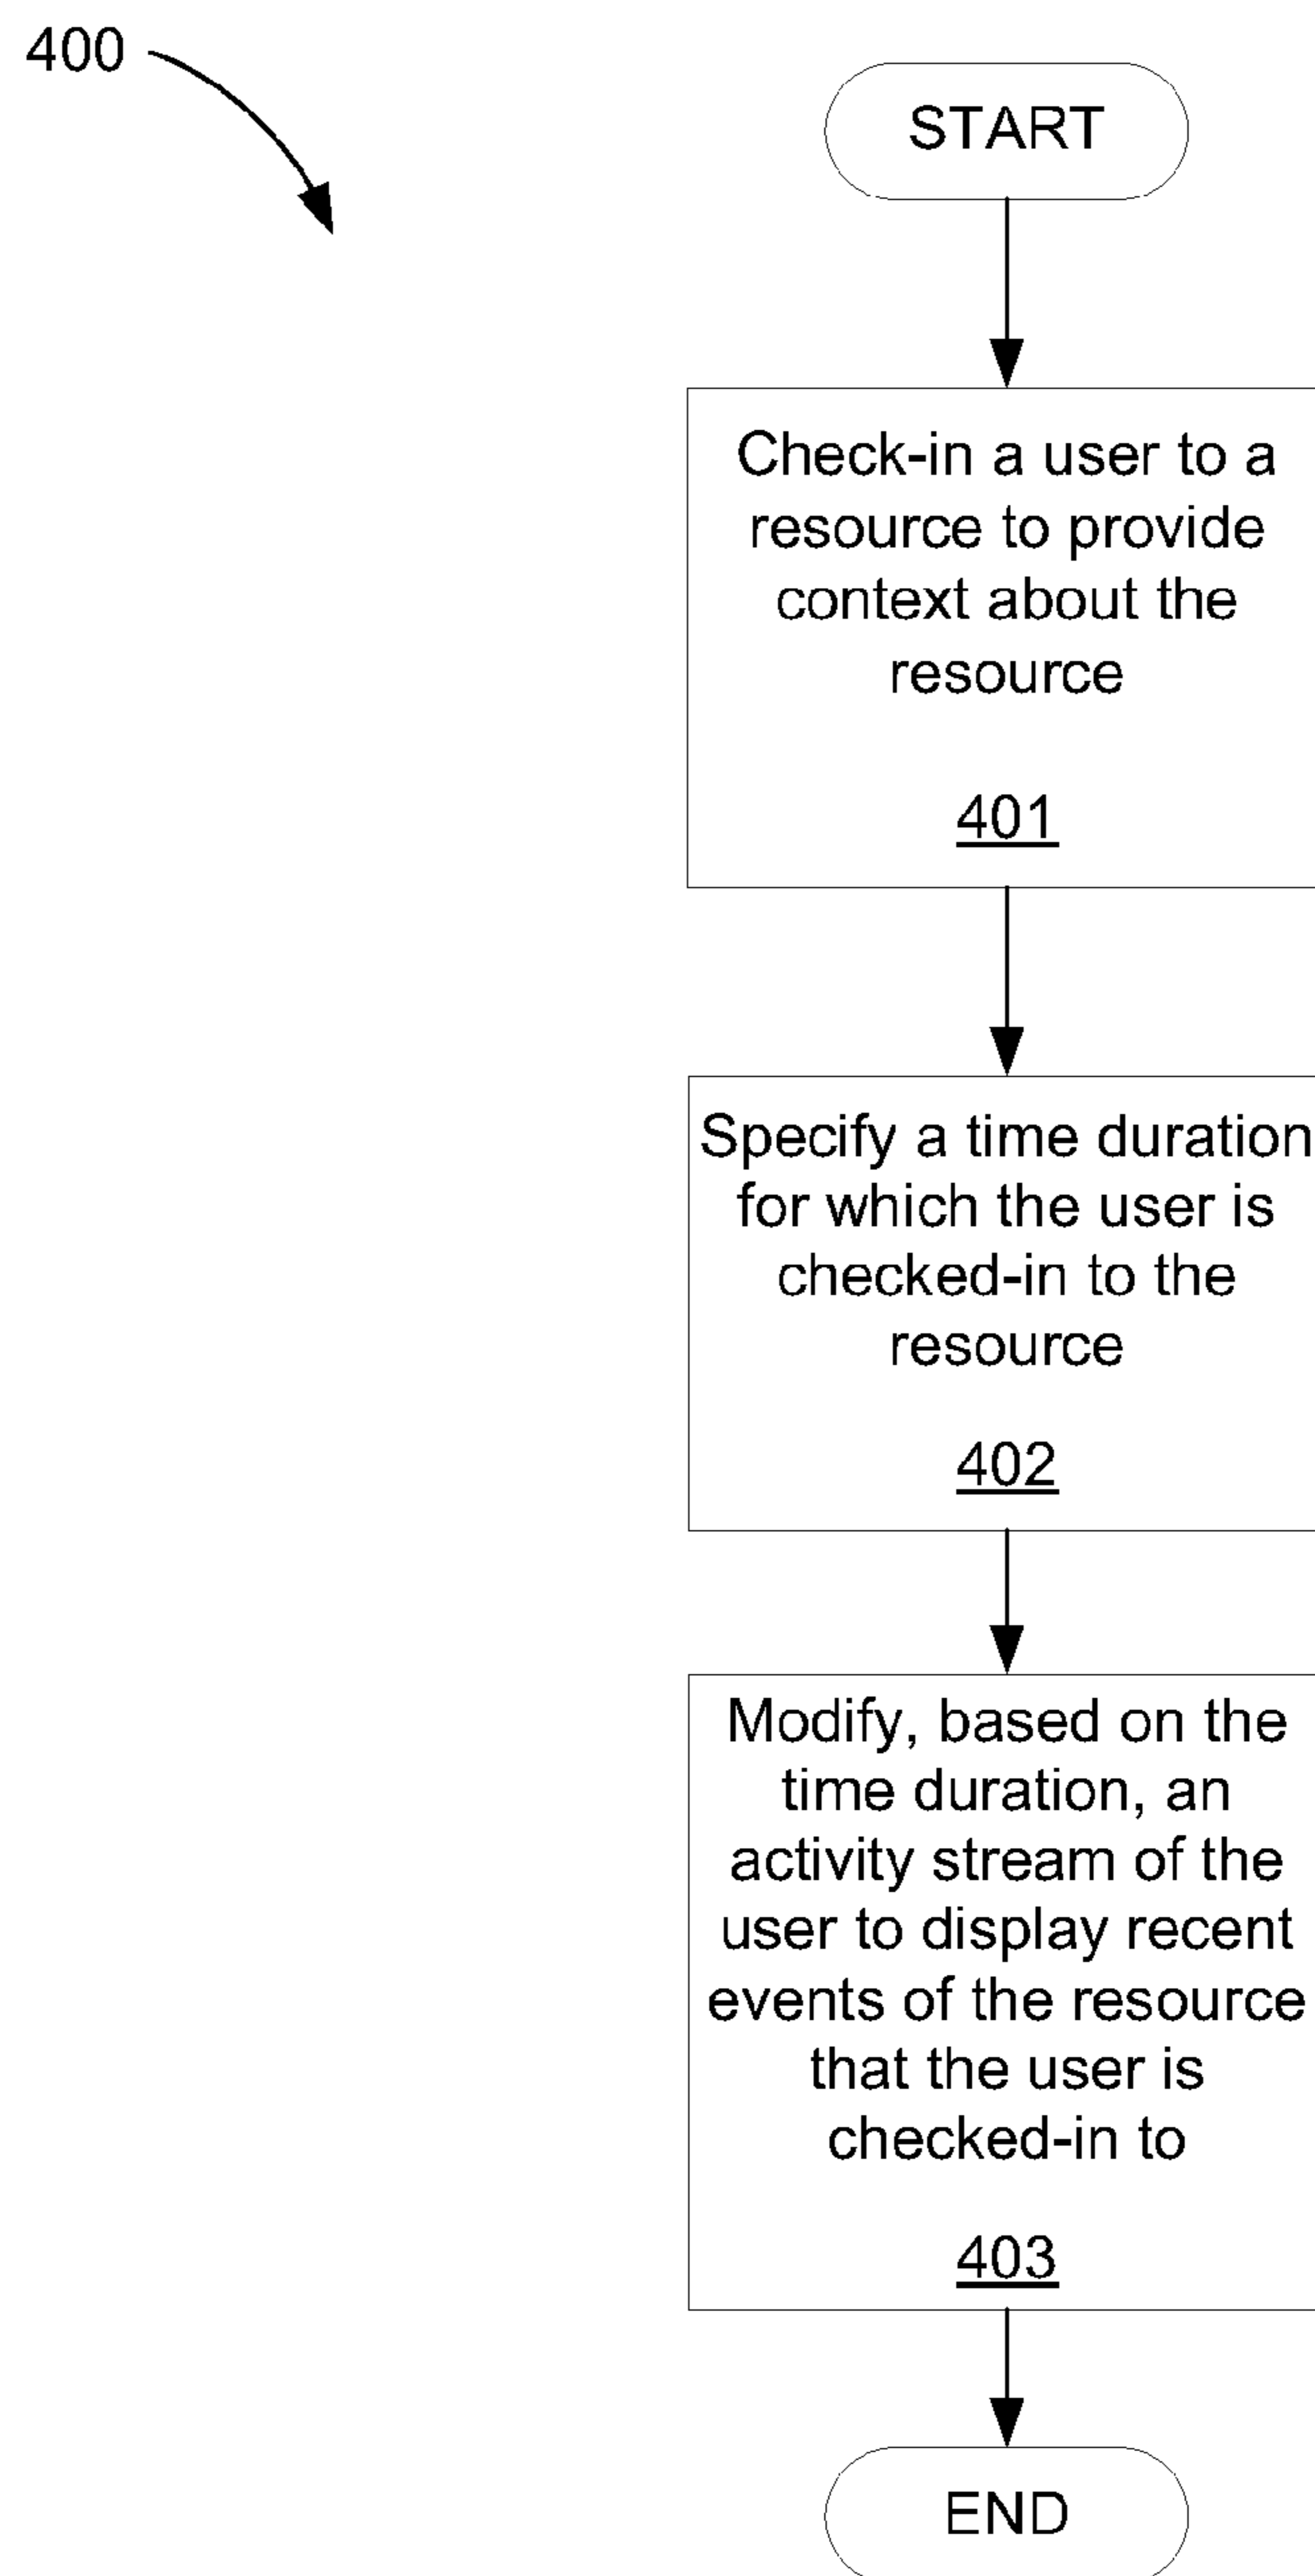 400
START
Check-in a user to a
resource to provide
context about the
resource
401
Specify a time duration
for which the user is
checked-in to the
resource
402
Modify, based on the
time duration, an
activity stream of the
user to display recent
events of the resource
that the user is
checked-in to
403
END